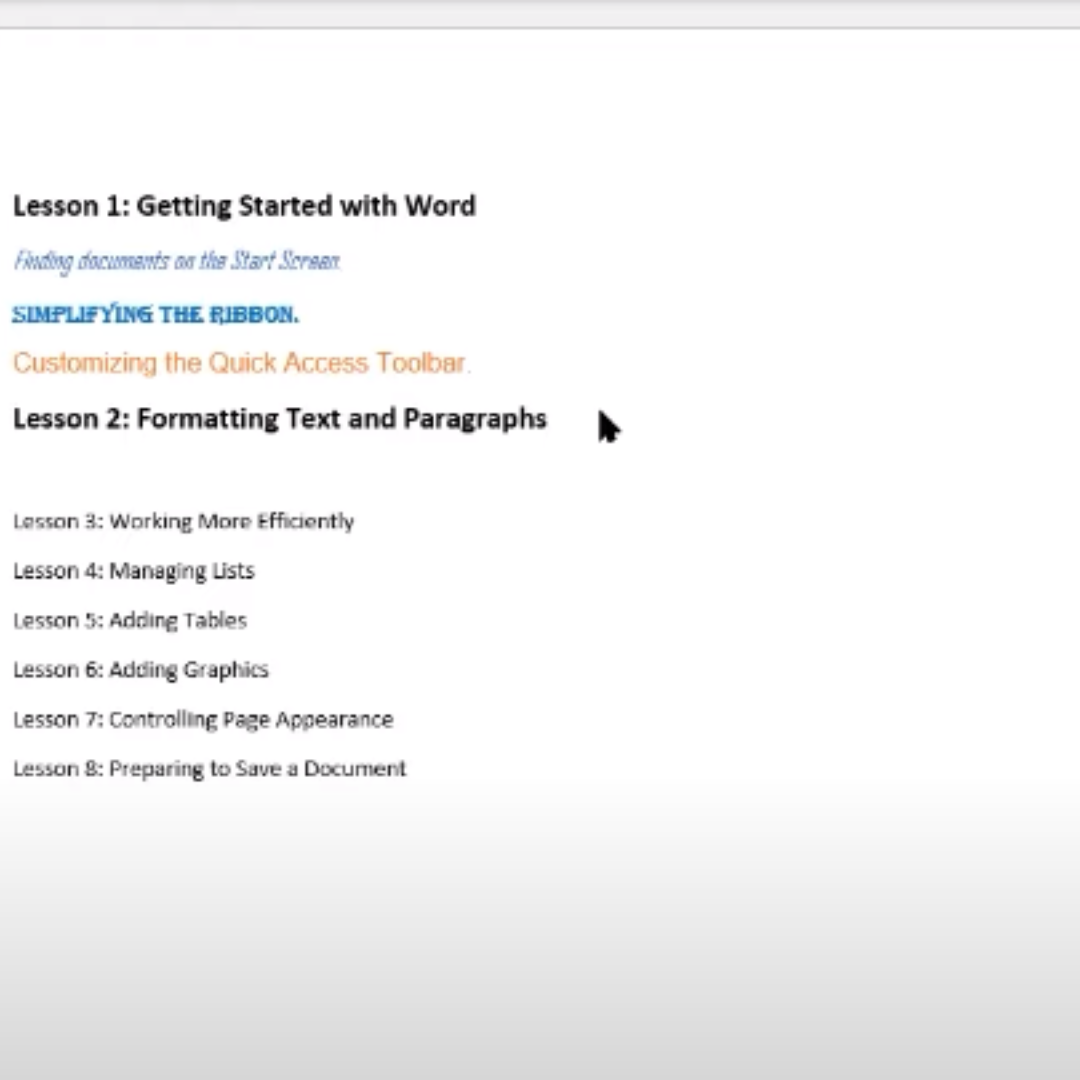 Lesson 1: Getting Started with Word
Finding documents on the Start Screen.
SIMPLIFYING THE RIBBON.
Customizing the Quick Access Toolbar.
Lesson 2: Formatting Text and Paragraphs
Lesson 3: Working More Efficiently
Lesson 4: Managing Lists
Lesson 5: Adding Tables
Lesson 6: Adding Graphics
Lesson 7: Controlling Page Appearance
Lesson 8: Preparing to Save a Document